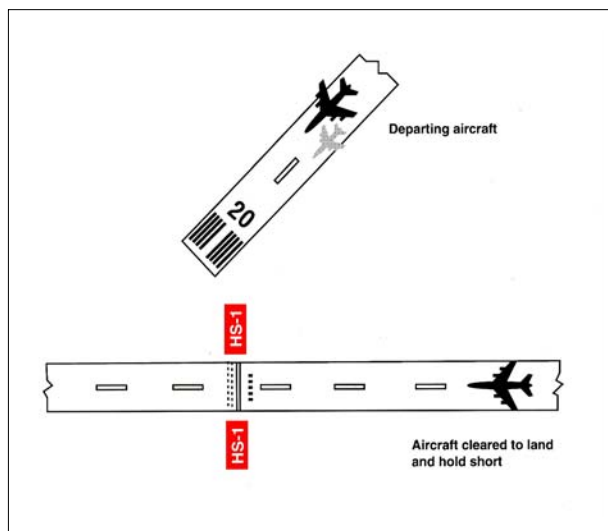 Departing aircraft
20
HS-1
HS-1
Aircraft cleared to land
and hold short